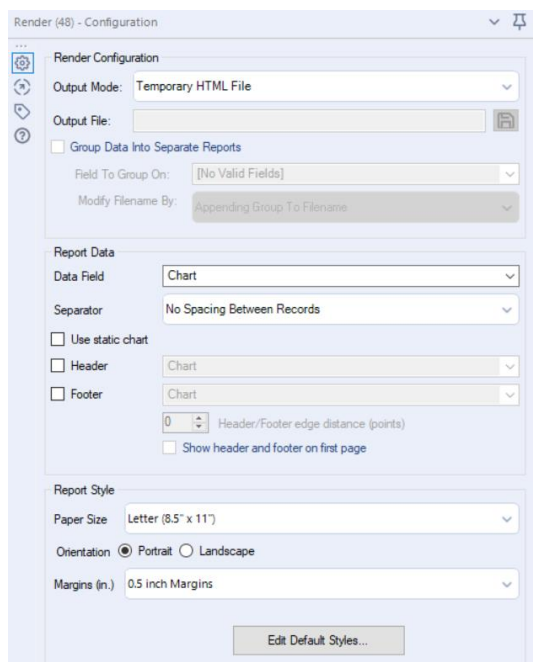 Render (48) - Configuration
Render Configuration
Output Mode: Temporary HTML File
Output File:
Group Data Into Separate Reports
Field To Group On: [No Valid Fields]
Modify Filename By: Appending Group To Filename
Report Data
Data Field Chart
Separator No Spacing Between Records
Use static chart
Header Chart
Footer Chart
0 Header/Footer edge distance (points)
Show header and footer on first page
Report Style
Paper Size Letter (8.5" x 11")
Orientation Portrait Landscape
Margins (in.) 0.5 inch Margins
Edit Default Styles...